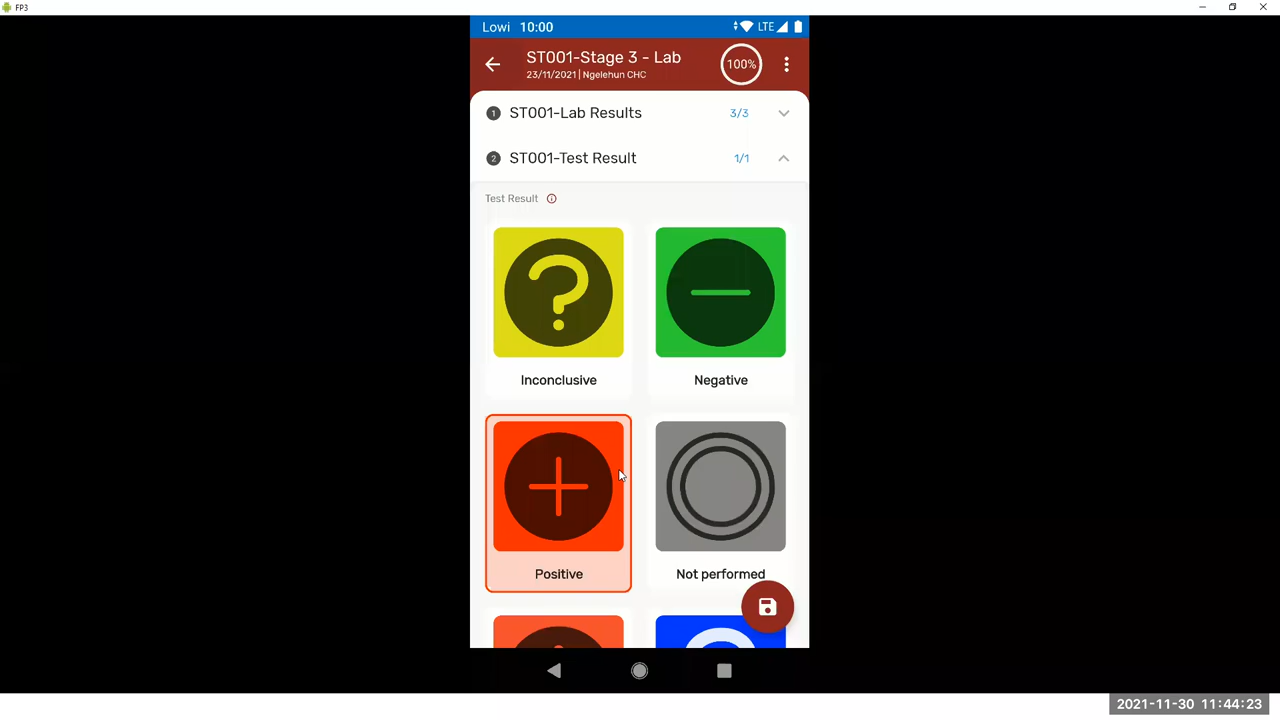 FP3
Lowi 10:00
LTE
ST001-Stage 3 - Lab
23/11/2021 | Ngelehun CHC
100%
1 ST001-Lab Results 3/3
2 ST001-Test Result 1/1
Test Result
Inconclusive
Negative
Positive
Not performed
2021-11-30 11:44:23